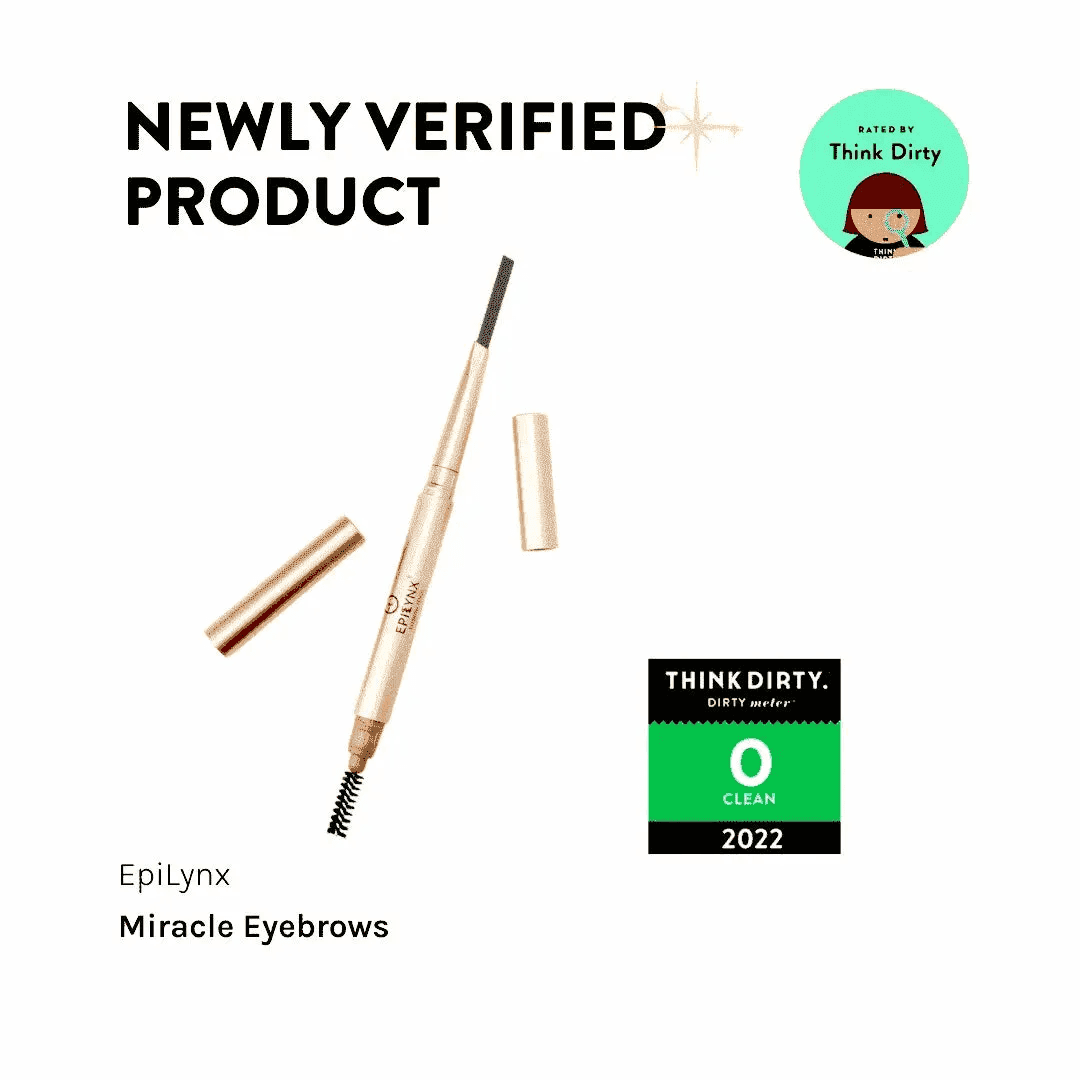 NEWLY VERIFIED
PRODUCT
RATED BY
Think Dirty
EPILYNX
THINK DIRTY.
DIRTY meter
0
CLEAN
2022
EpiLynx
Miracle Eyebrows